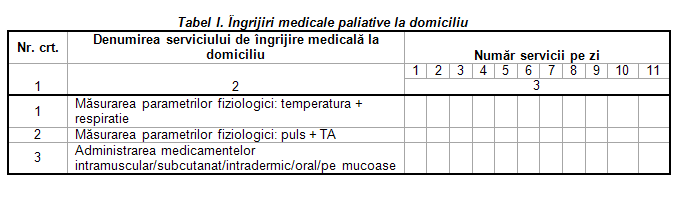 Tabel I. Îngrijiri medicale paliative la domiciliu
Nr. crt.
Denumirea serviciului de îngrijire medicală la
domiciliu
Număr servicii pe zi
1 2 3 4 5 6 7 8 9 10 11
1 2 3
1 Măsurarea parametrilor fiziologici: temperatura +
respiratie
2 Măsurarea parametrilor fiziologici: puls + TA
3 Administrarea medicamentelor
intramuscular/subcutanat/intradermic/oral/pe mucoase